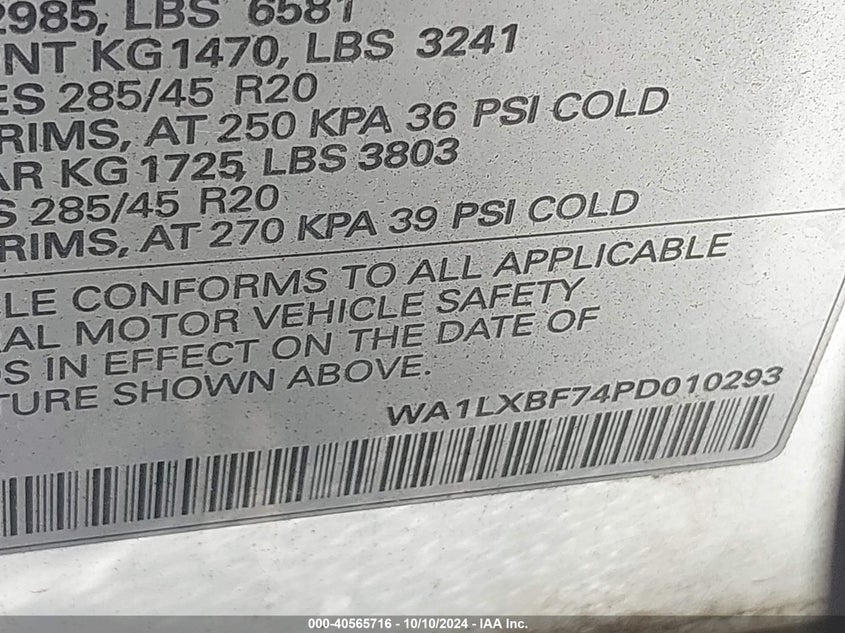 2985, LBS 6581
NT KG 1470, LBS 3241
ES 285/45 R20
RIMS, AT 250 KPA 36 PSI COLD
AR KG 1725, LBS 3803
S 285/45 R20
RIMS, AT 270 KPA 39 PSI COLD
LE CONFORMS TO ALL APPLICABLE
AL MOTOR VEHICLE SAFETY
DS IN EFFECT ON THE DATE OF
TURE SHOWN ABOVE.
WA1LXBF74PD010293
000-40565716 - 10/10/2024 - IAA Inc.